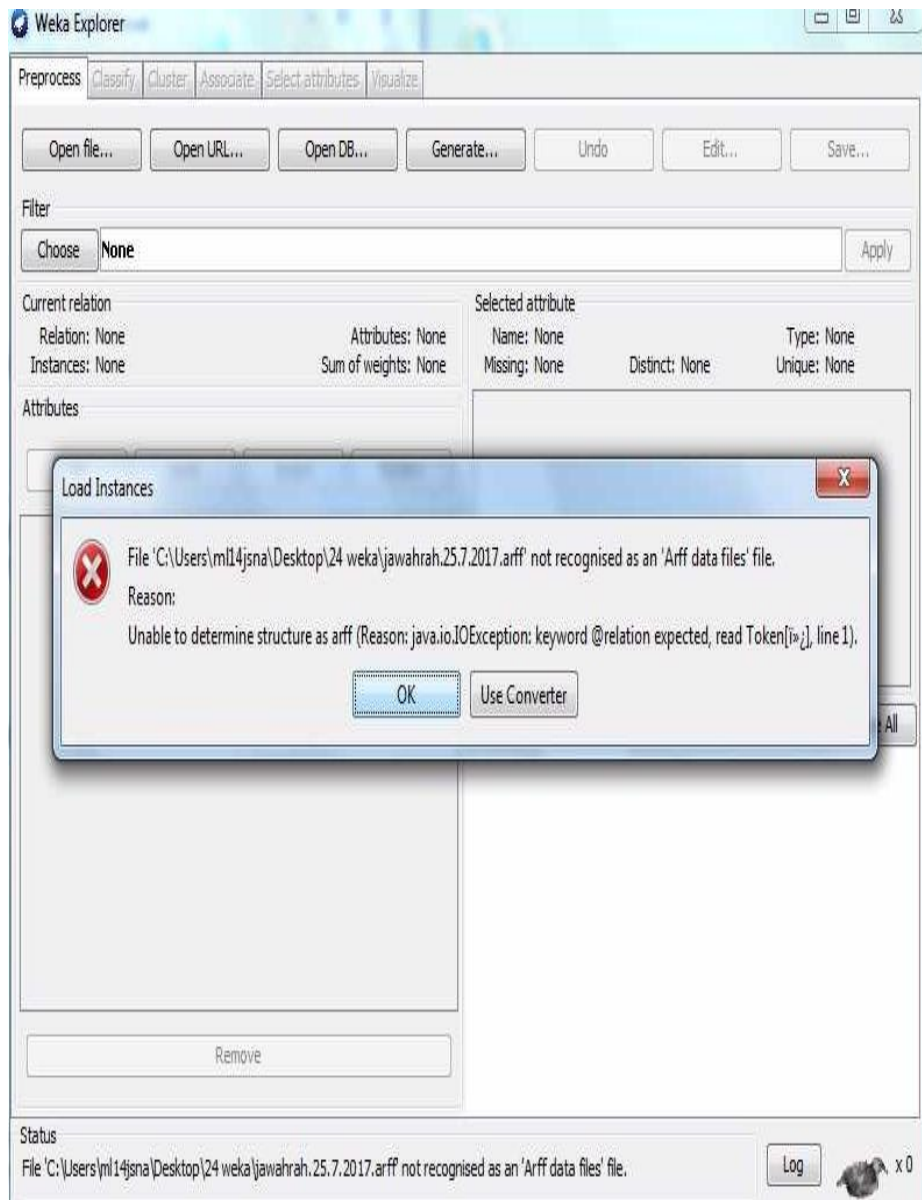 Weka Explorer
Preprocess Classify Cluster Associate Select attributes Visualize
Open file... Open URL... Open DB... Generate... Undo Edit... Save...
Filter
Choose None Apply
Current relation
Relation: None Attributes: None
Instances: None Sum of weights: None
Selected attribute
Name: None Type: None
Missing: None Distinct: None Unique: None
Attributes
Load Instances
File 'C:\Users\ml14jsna\Desktop\24 weka\jawahrah.25.7.2017.arff' not recognised as an 'Arff data files' file.
Reason:
Unable to determine structure as arff (Reason: java.io.IOException: keyword @relation expected, read Token[ï»¿], line 1).
OK Use Converter
All
Remove
Status
File 'C:\Users\ml14jsna\Desktop\24 weka\jawahrah.25.7.2017.arff' not recognised as an 'Arff data files' file.
Log x 0